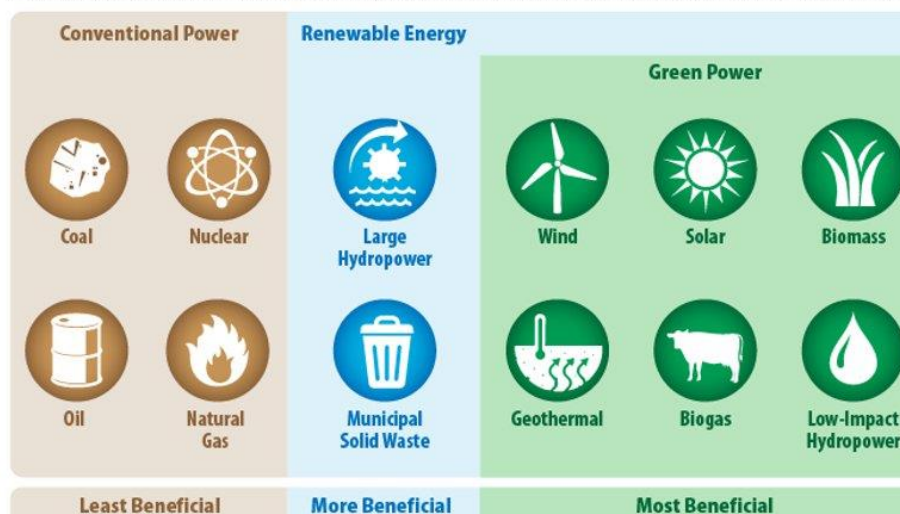 Conventional Power
Renewable Energy
Green Power
Coal
Nuclear
Large
Hydropower
Wind
Solar
Biomass
Oil
Natural
Gas
Municipal
Solid Waste
Geothermal
Biogas
Low-Impact
Hydropower
Least Beneficial
More Beneficial
Most Beneficial